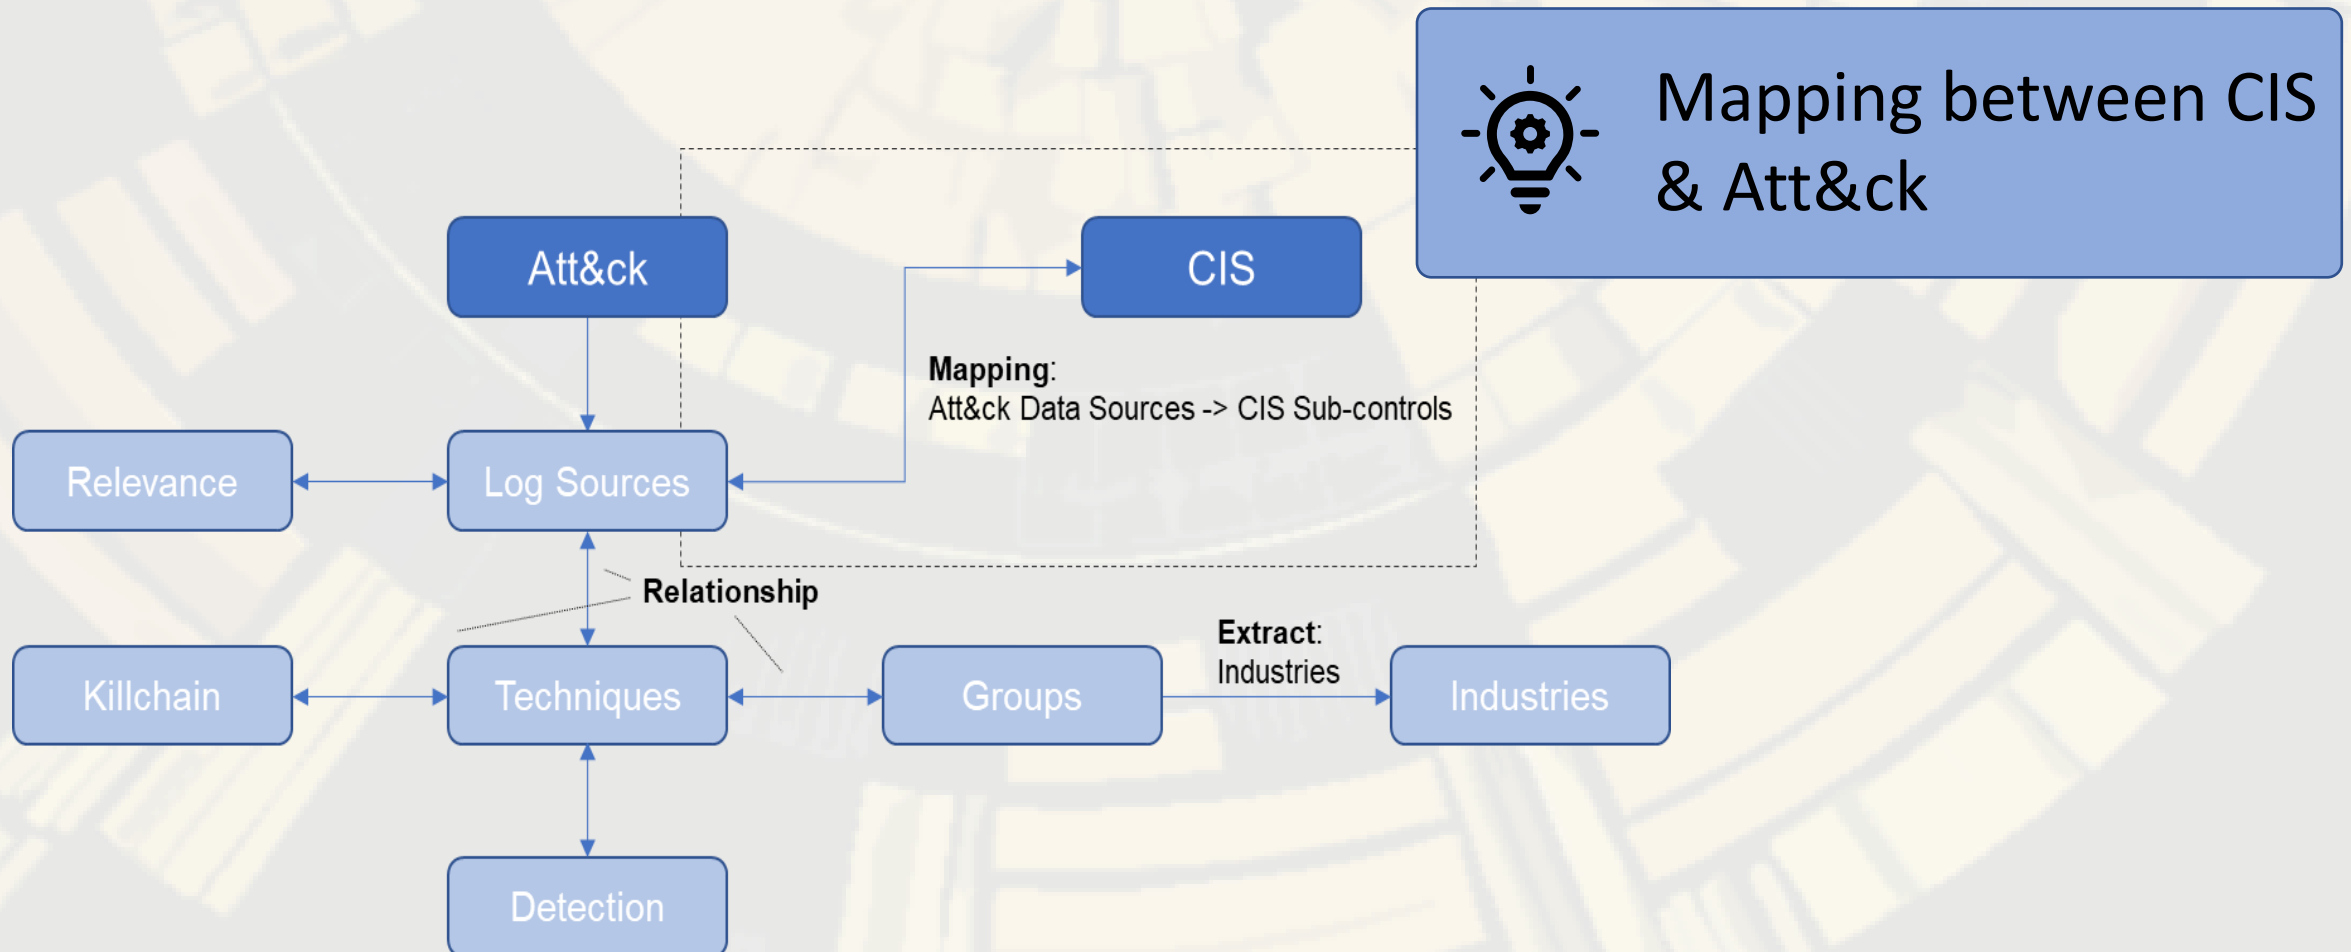 Mapping between CIS
& Att&ck
Att&ck
CIS
Mapping:
Att&ck Data Sources -> CIS Sub-controls
Relevance
Log Sources
Relationship
Extract:
Industries
Killchain
Techniques
Groups
Industries
Detection